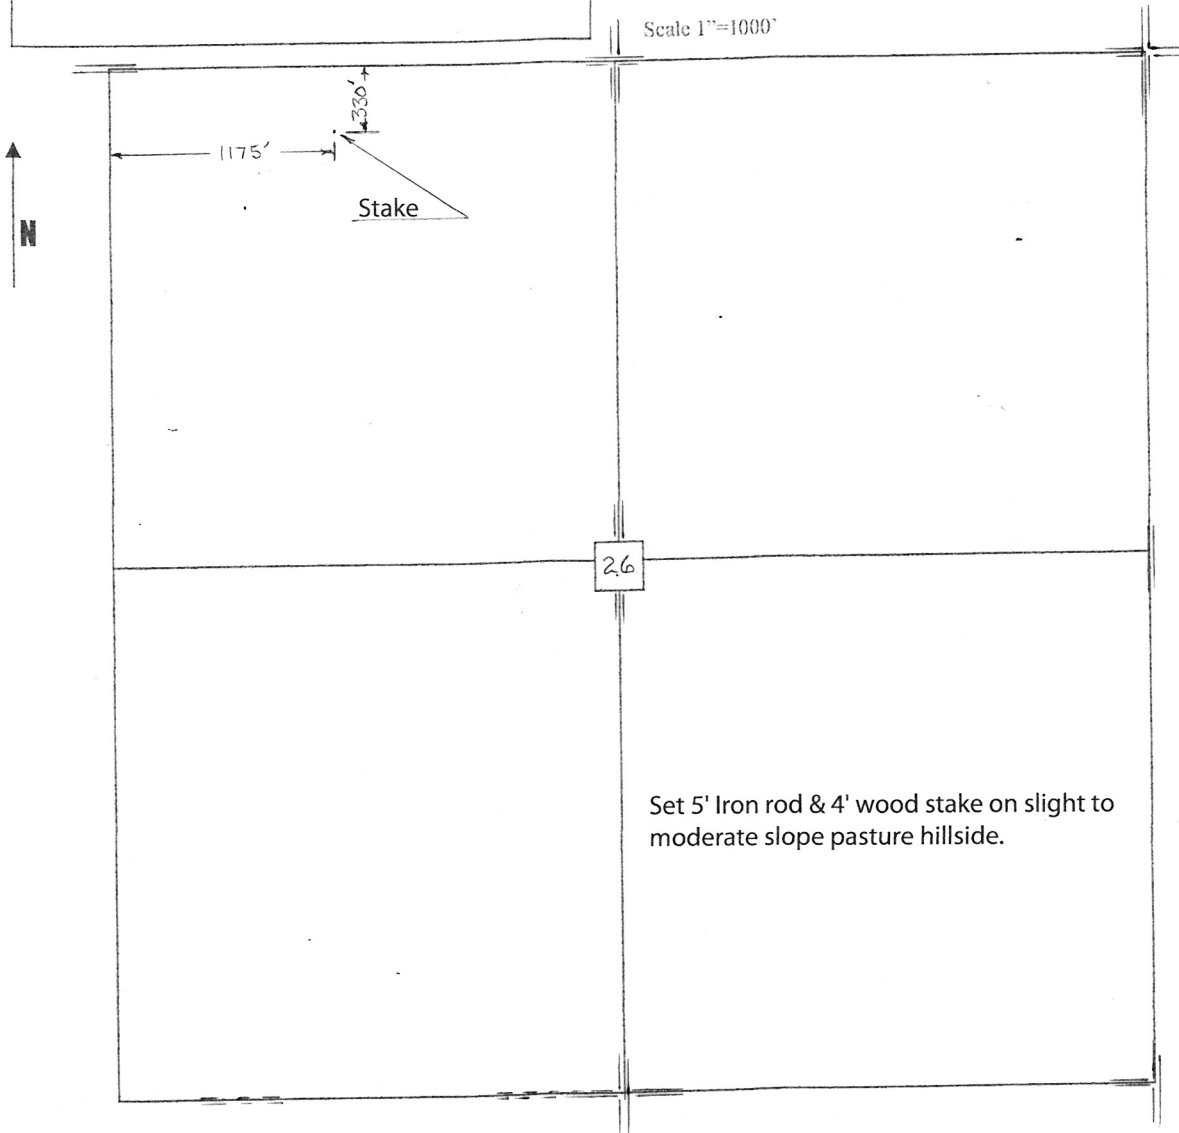 Scale 1"=1000'
330'
1175'
Stake
N
26
Set 5' Iron rod & 4' wood stake on slight to
moderate slope pasture hillside.